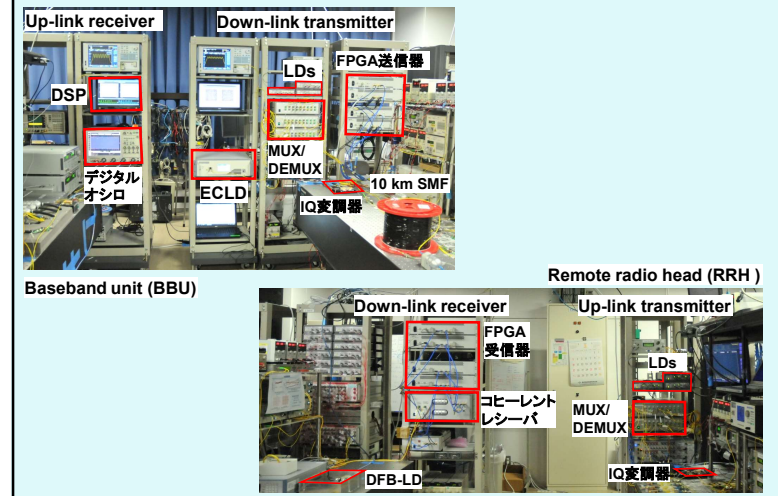 Up-link receiver
Down-link transmitter
DSP
デジタル
オシロ
ECLD
LDs
MUX/
DEMUX
FPGA送信器
10 km SMF
IQ変調器
Baseband unit (BBU)
Remote radio head (RRH )
Down-link receiver
Up-link transmitter
FPGA
受信器
コヒーレント
レシーバ
DFB-LD
LDs
MUX/
DEMUX
IQ変調器